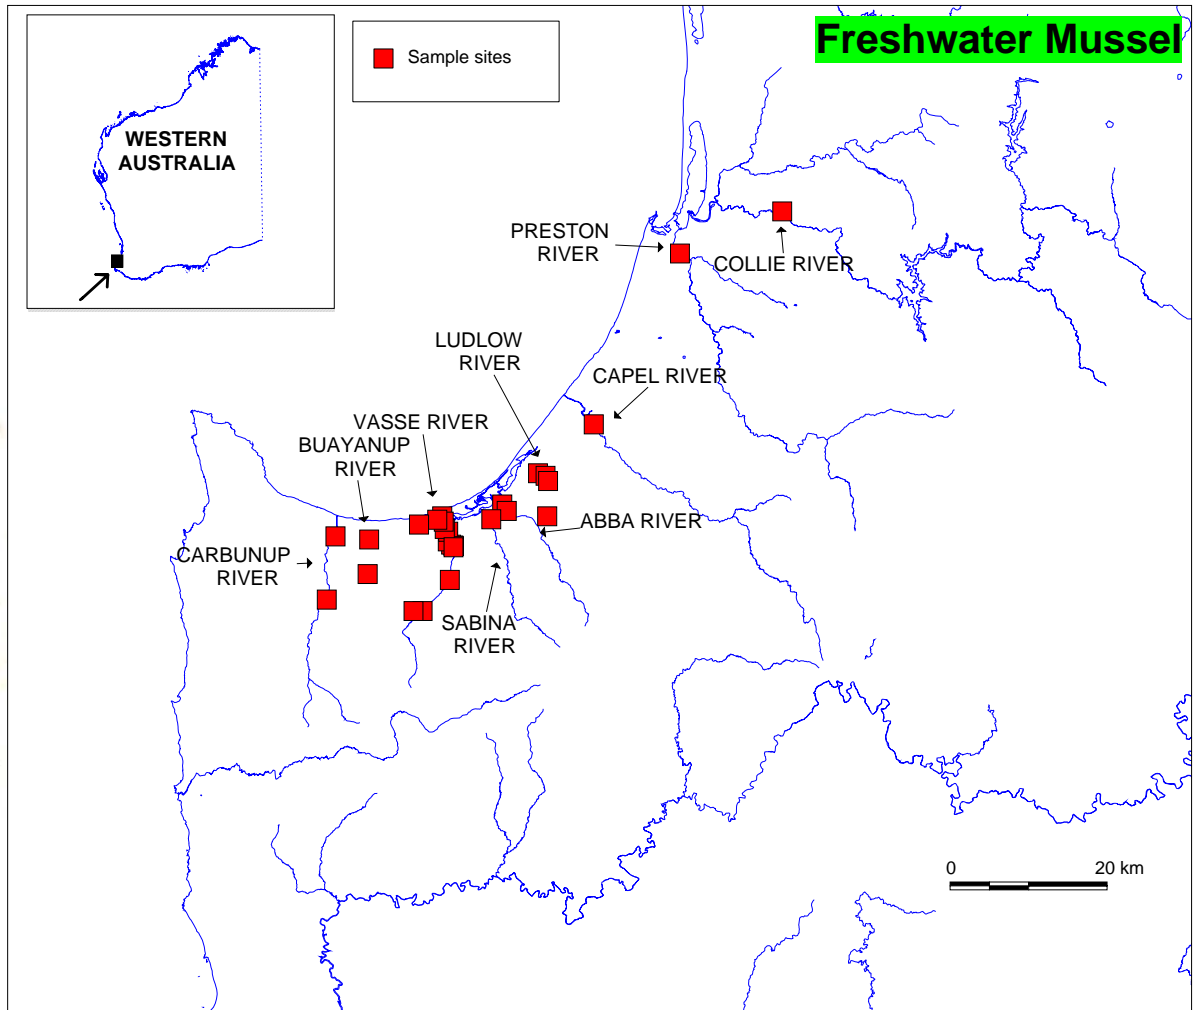 Freshwater Mussel
Sample sites
WESTERN
AUSTRALIA
PRESTON
RIVER
COLLIE RIVER
LUDLOW
RIVER
CAPEL RIVER
VASSE RIVER
BUAYANUP
RIVER
ABBA RIVER
CARBUNUP
RIVER
SABINA
RIVER
0 20 km